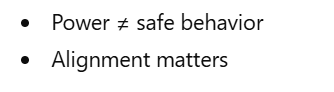 • Power ≠ safe behavior
• Alignment matters